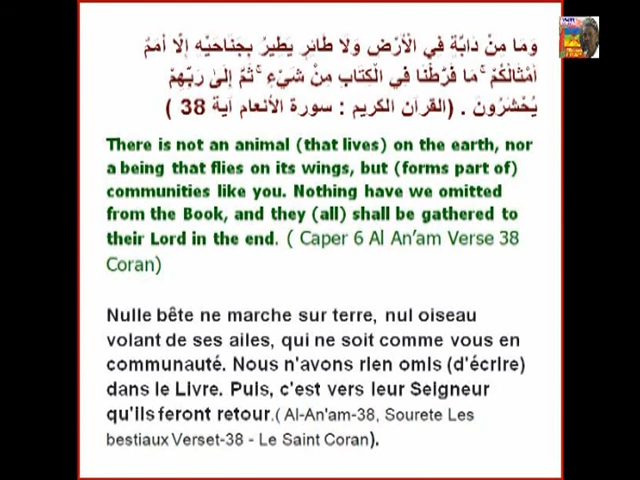 وَمَا مِنْ دَابَّةٍ فِي الْأَرْضِ وَلَا طَائِرٍ يَطِيرُ بِجَنَاحَيْهِ إِلَّا أُمَمٌ
أَمْثَالُكُمْ ۚ مَا فَرَّطْنَا فِي الْكِتَابِ مِنْ شَيْءٍ ۚ ثُمَّ إِلَىٰ رَبِّهِمْ
يُحْشَرُونَ . (القرآن الكريم : سورة الأنعام آية 38 )
There is not an animal (that lives) on the earth, nor
a being that flies on its wings, but (forms part of)
communities like you. Nothing have we omitted
from the Book, and they (all) shall be gathered to
their Lord in the end. ( Caper 6 Al An'am Verse 38
Coran)
Nulle bête ne marche sur terre, nul oiseau
volant de ses ailes, qui ne soit comme vous en
communauté. Nous n'avons rien omis (d'écrire)
dans le Livre. Puis, c'est vers leur Seigneur
qu'ils feront retour.( Al-An'am-38, Sourete Les
bestiaux Verset-38 - Le Saint Coran).